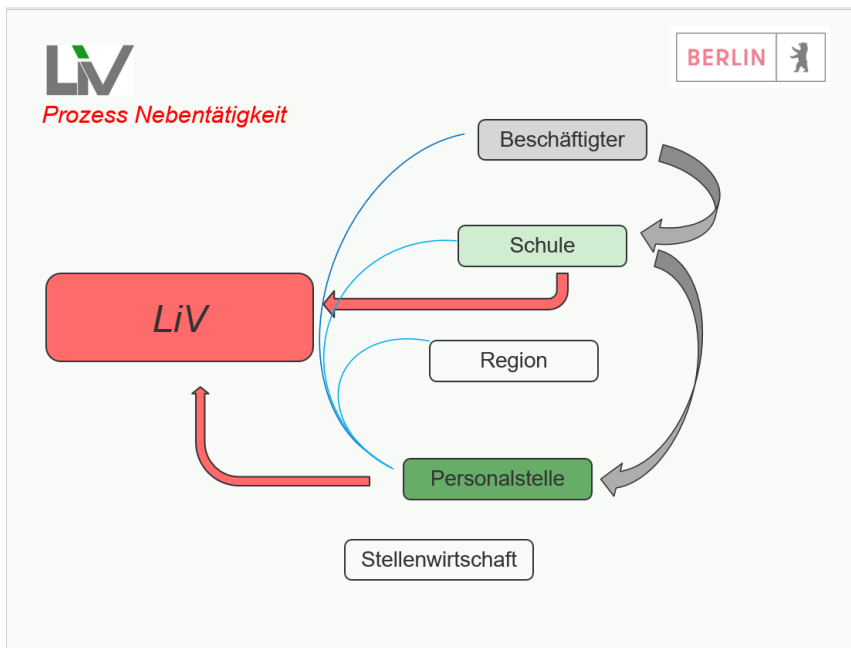 LiV
BERLIN
Prozess Nebentätigkeit
Beschäftigter
Schule
LiV
Region
Personalstelle
Stellenwirtschaft